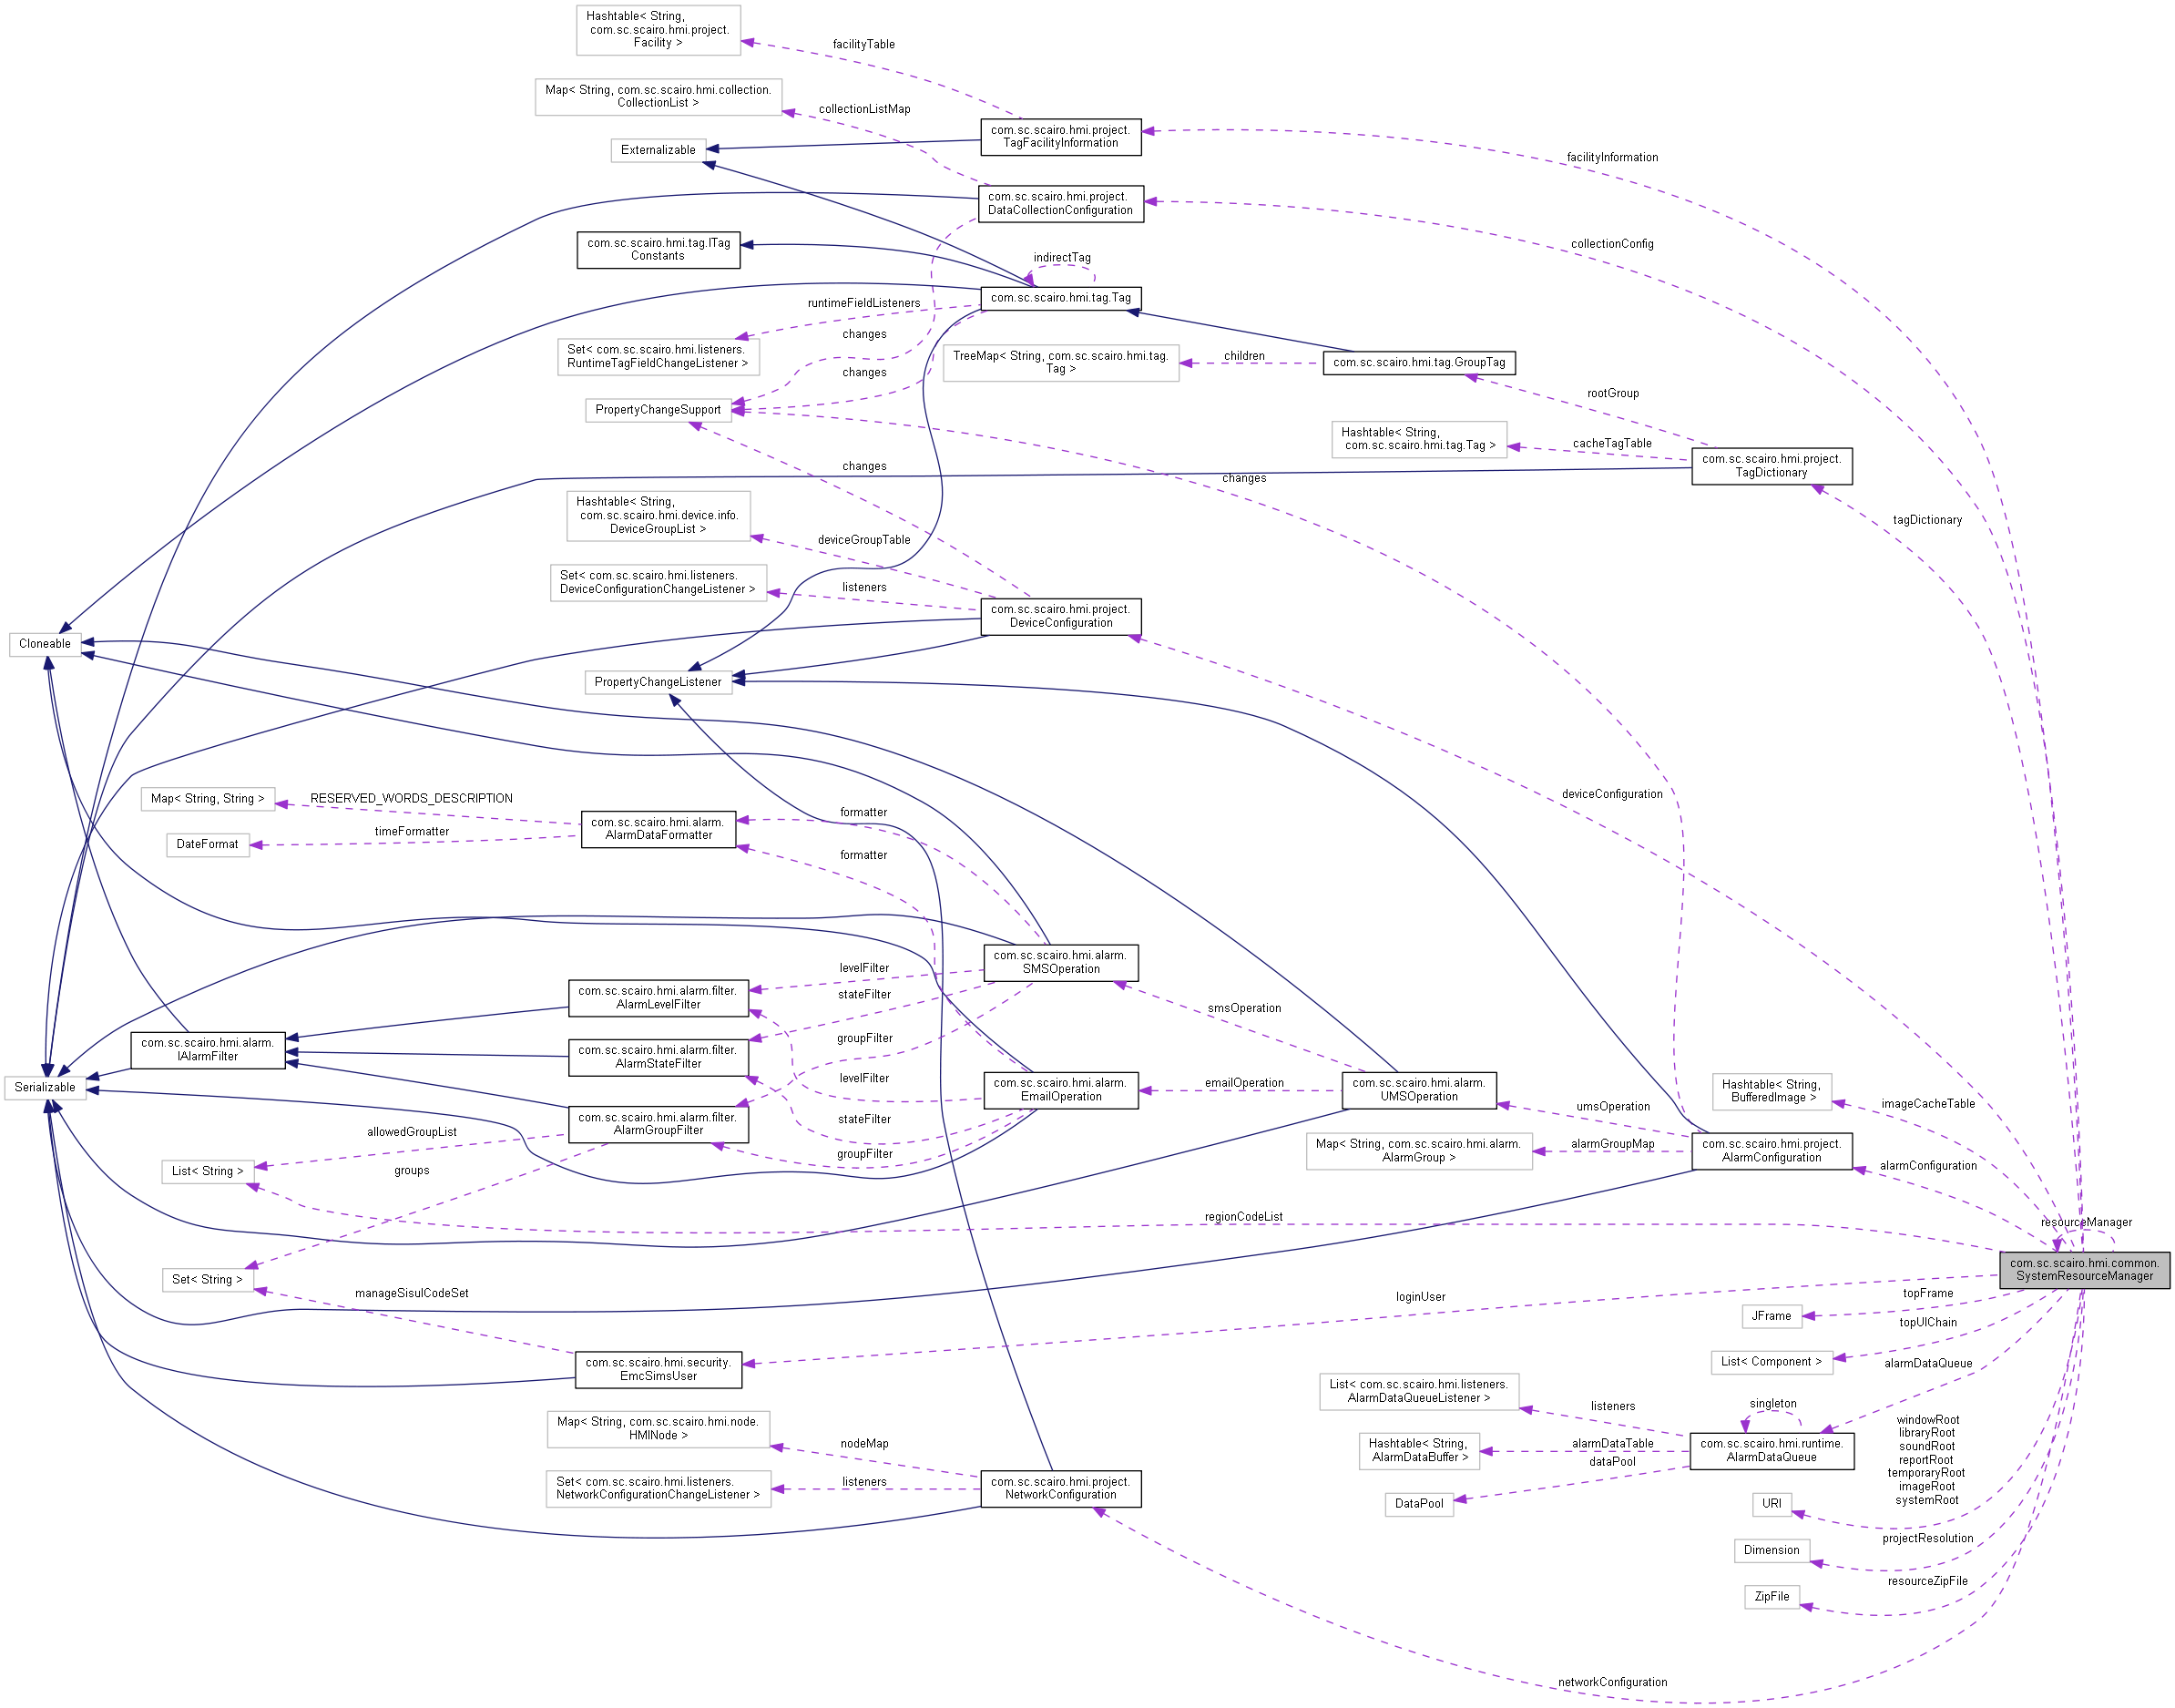 Hashtable< String,
com.sc.scairo.hmi.project.
Facility >
facilityTable
Map< String, com.sc.scairo.hmi.collection.
CollectionList >
collectionListMap
com.sc.scairo.hmi.project.
TagFacilityInformation
Externalizable
facilityInformation
com.sc.scairo.hmi.project.
DataCollectionConfiguration
com.sc.scairo.hmi.tag.ITag
Constants
collectionConfig
indirectTag
com.sc.scairo.hmi.tag.Tag
runtimeFieldListeners
changes
Set< com.sc.scairo.hmi.listeners.
RuntimeTagFieldChangeListener >
TreeMap< String, com.sc.scairo.hmi.tag.
Tag >
children
com.sc.scairo.hmi.tag.GroupTag
changes
rootGroup
PropertyChangeSupport
Hashtable< String,
com.sc.scairo.hmi.tag.Tag >
cacheTagTable
com.sc.scairo.hmi.project.
TagDictionary
changes
changes
Hashtable< String,
com.sc.scairo.hmi.device.info.
DeviceGroupList >
tagDictionary
deviceGroupTable
Set< com.sc.scairo.hmi.listeners.
DeviceConfigurationChangeListener >
listeners
com.sc.scairo.hmi.project.
DeviceConfiguration
Cloneable
PropertyChangeListener
Map< String, String >
RESERVED_WORDS_DESCRIPTION
deviceConfiguration
com.sc.scairo.hmi.alarm.
AlarmDataFormatter
formatter
timeFormatter
DateFormat
formatter
com.sc.scairo.hmi.alarm.
SMSOperation
levelFilter
com.sc.scairo.hmi.alarm.filter.
AlarmLevelFilter
stateFilter
smsOperation
com.sc.scairo.hmi.alarm.
IAlarmFilter
com.sc.scairo.hmi.alarm.filter.
AlarmStateFilter
groupFilter
Serializable
levelFilter
com.sc.scairo.hmi.alarm.
EmailOperation
emailOperation
com.sc.scairo.hmi.alarm.
UMSOperation
Hashtable< String,
BufferedImage >
imageCacheTable
umsOperation
com.sc.scairo.hmi.alarm.filter.
AlarmGroupFilter
stateFilter
allowedGroupList
groupFilter
Map< String, com.sc.scairo.hmi.alarm.
AlarmGroup >
alarmGroupMap
com.sc.scairo.hmi.project.
AlarmConfiguration
alarmConfiguration
List< String >
groups
regionCodeList
resourceManager
com.sc.scairo.hmi.common.
SystemResourceManager
Set< String >
manageSisulCodeSet
loginUser
topFrame
JFrame
topUIChain
List< Component >
alarmDataQueue
com.sc.scairo.hmi.security.
EmcSimsUser
List< com.sc.scairo.hmi.listeners.
AlarmDataQueueListener >
listeners
singleton
Map< String, com.sc.scairo.hmi.node.
HMINode >
nodeMap
Hashtable< String,
AlarmDataBuffer >
alarmDataTable
dataPool
com.sc.scairo.hmi.runtime.
AlarmDataQueue
windowRoot
libraryRoot
soundRoot
reportRoot
temporaryRoot
imageRoot
systemRoot
Set< com.sc.scairo.hmi.listeners.
NetworkConfigurationChangeListener >
listeners
com.sc.scairo.hmi.project.
NetworkConfiguration
DataPool
URI
projectResolution
Dimension
resourceZipFile
ZipFile
networkConfiguration